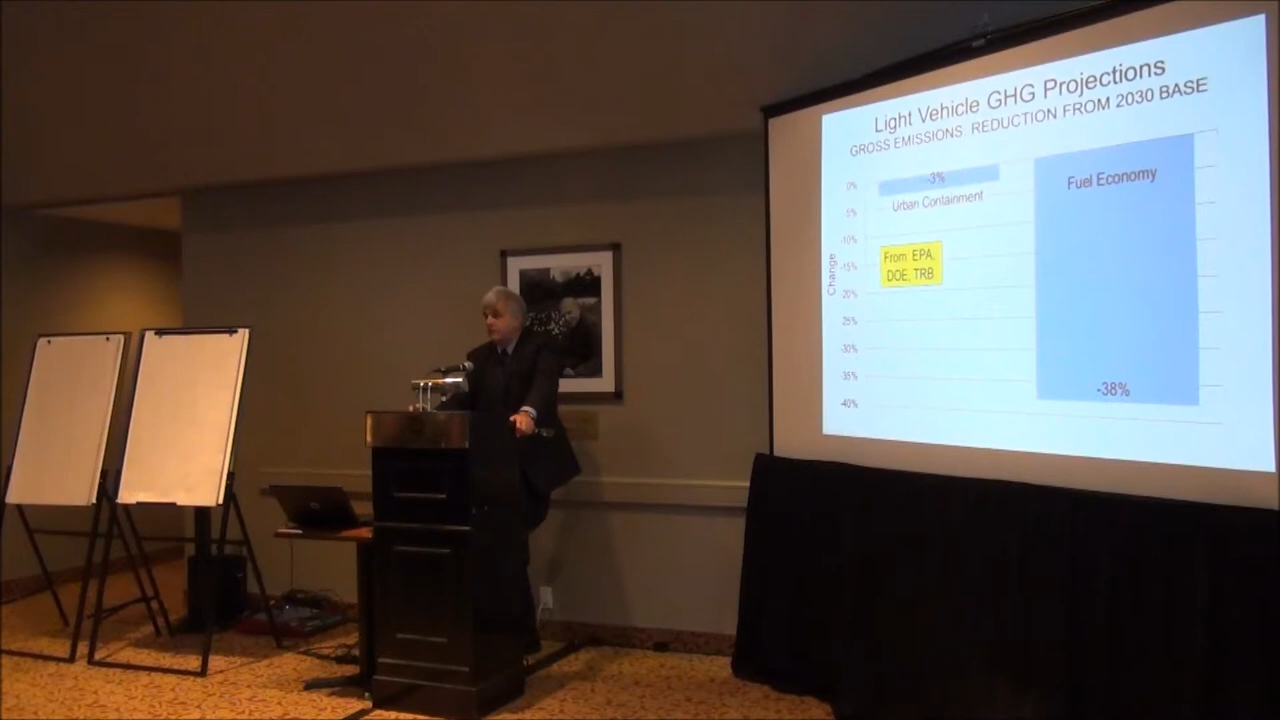 Light Vehicle GHG Projections
GROSS EMISSIONS REDUCTION FROM 2030 BASE
0%
5%
-10%
-15%
20%
25%
-30%
-35%
-40%
Change
-3%
Urban Containment
From EPA,
DOE, TRB
Fuel Economy
-38%